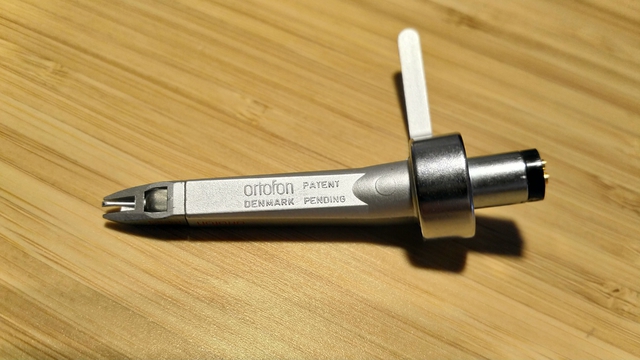 ortofon PATENT
DENMARK PENDING